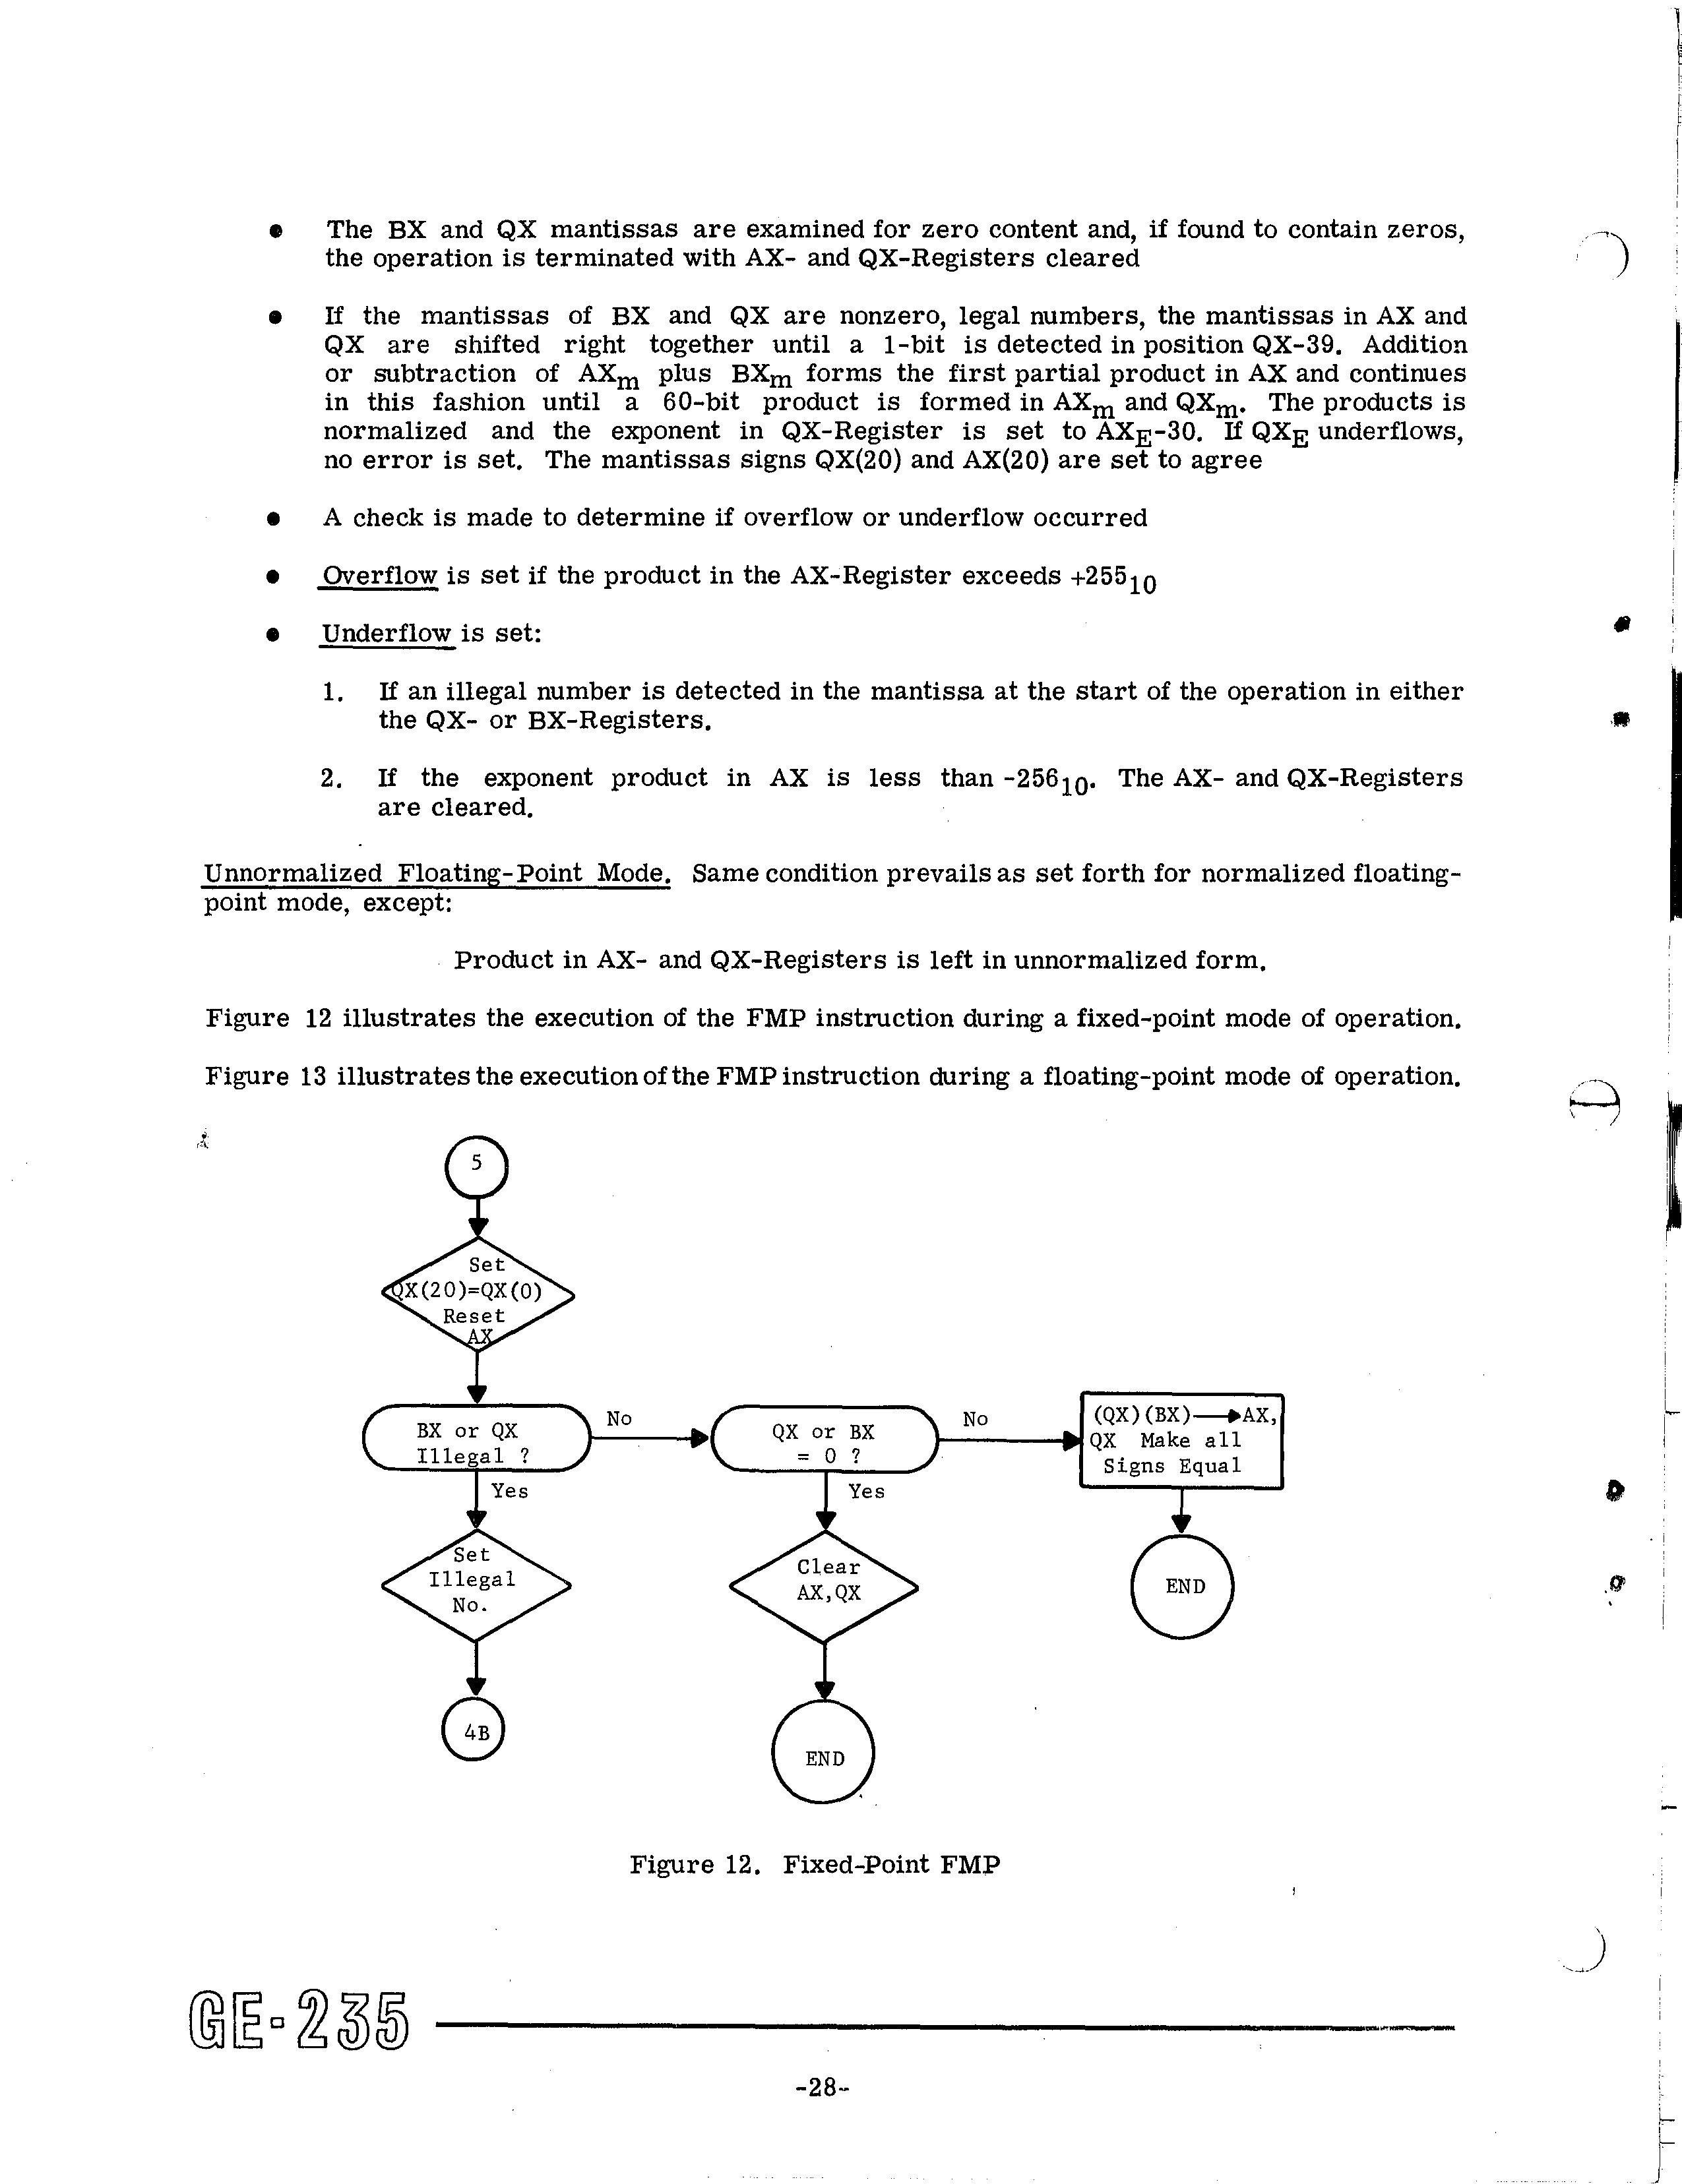 ● The BX and QX mantissas are examined for zero content and, if found to contain zeros,
the operation is terminated with AX- and QX-Registers cleared
● If the mantissas of BX and QX are nonzero, legal numbers, the mantissas in AX and
QX are shifted right together until a 1-bit is detected in position QX-39. Addition
or subtraction of AXm plus BXm forms the first partial product in AX and continues
in this fashion until a 60-bit product is formed in AXm and QXm. The products is
normalized and the exponent in QX-Register is set to AXE-30. If QXE underflows,
no error is set. The mantissas signs QX(20) and AX(20) are set to agree
● A check is made to determine if overflow or underflow occurred
● Overflow is set if the product in the AX-Register exceeds +25510
● Underflow is set:
1. If an illegal number is detected in the mantissa at the start of the operation in either
the QX- or BX-Registers.
2. If the exponent product in AX is less than -25610. The AX- and QX-Registers
are cleared.
Unnormalized Floating-Point Mode. Same condition prevails as set forth for normalized floating-
point mode, except:
Product in AX- and QX-Registers is left in unnormalized form.
Figure 12 illustrates the execution of the FMP instruction during a fixed-point mode of operation.
Figure 13 illustrates the execution of the FMP instruction during a floating-point mode of operation.
5
Set
QX(20)=QX(0)
Reset
AX
BX or QX
Illegal ?
No
QX or BX
= 0 ?
No
(QX)(BX)→AX,
QX Make all
Signs Equal
Yes
Yes
Set
Illegal
No.
Clear
AX,QX
END
4B
END
Figure 12. Fixed-Point FMP
GE-235
-28-